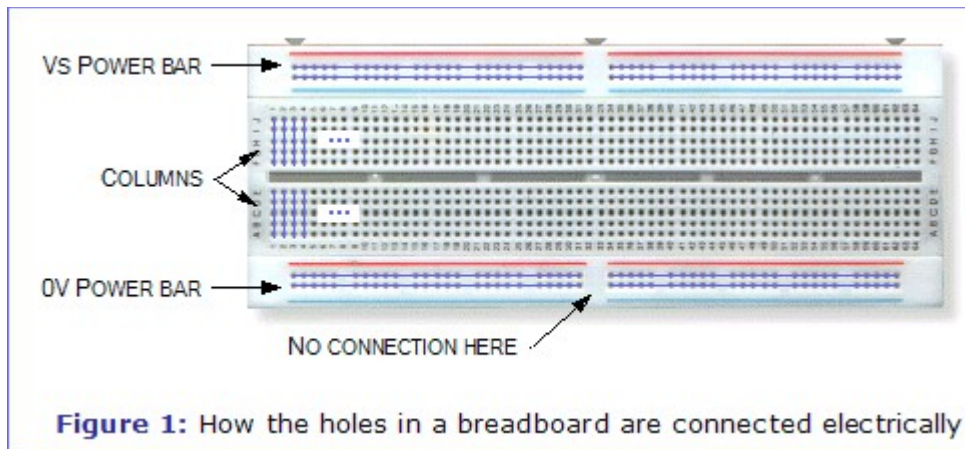 VS POWER BAR
COLUMNS
0V POWER BAR
NO CONNECTION HERE
Figure 1: How the holes in a breadboard are connected electrically